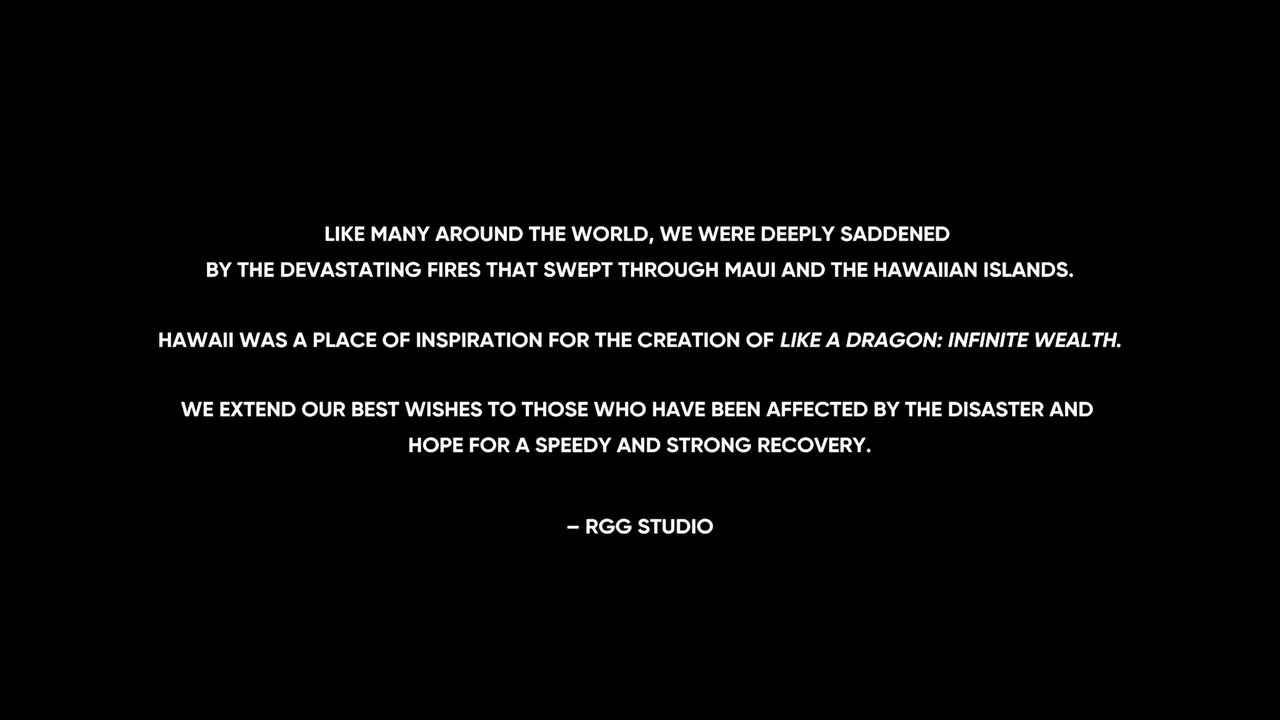 LIKE MANY AROUND THE WORLD, WE WERE DEEPLY SADDENED
BY THE DEVASTATING FIRES THAT SWEPT THROUGH MAUI AND THE HAWAIIAN ISLANDS.
HAWAII WAS A PLACE OF INSPIRATION FOR THE CREATION OF LIKE A DRAGON: INFINITE WEALTH.
WE EXTEND OUR BEST WISHES TO THOSE WHO HAVE BEEN AFFECTED BY THE DISASTER AND
HOPE FOR A SPEEDY AND STRONG RECOVERY.
– RGG STUDIO